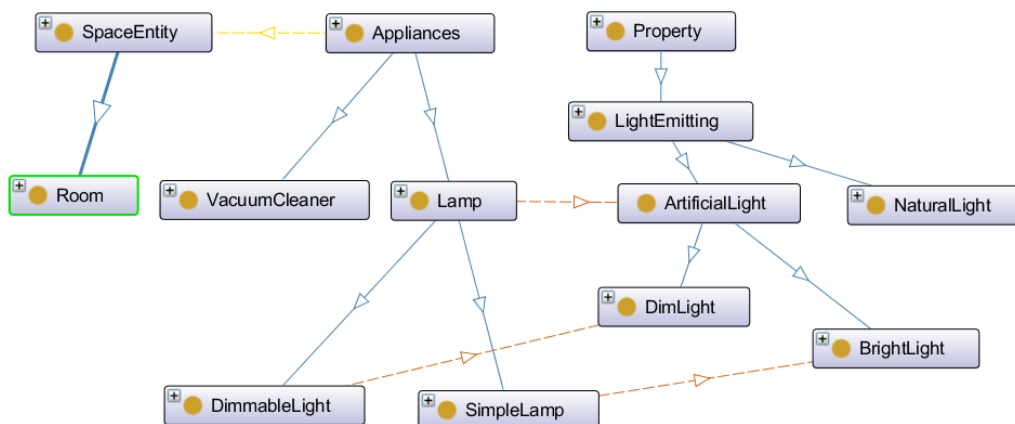 SpaceEntity
Appliances
Property
LightEmitting
Room
VacuumCleaner
Lamp
ArtificialLight
NaturalLight
DimLight
BrightLight
DimmableLight
SimpleLamp